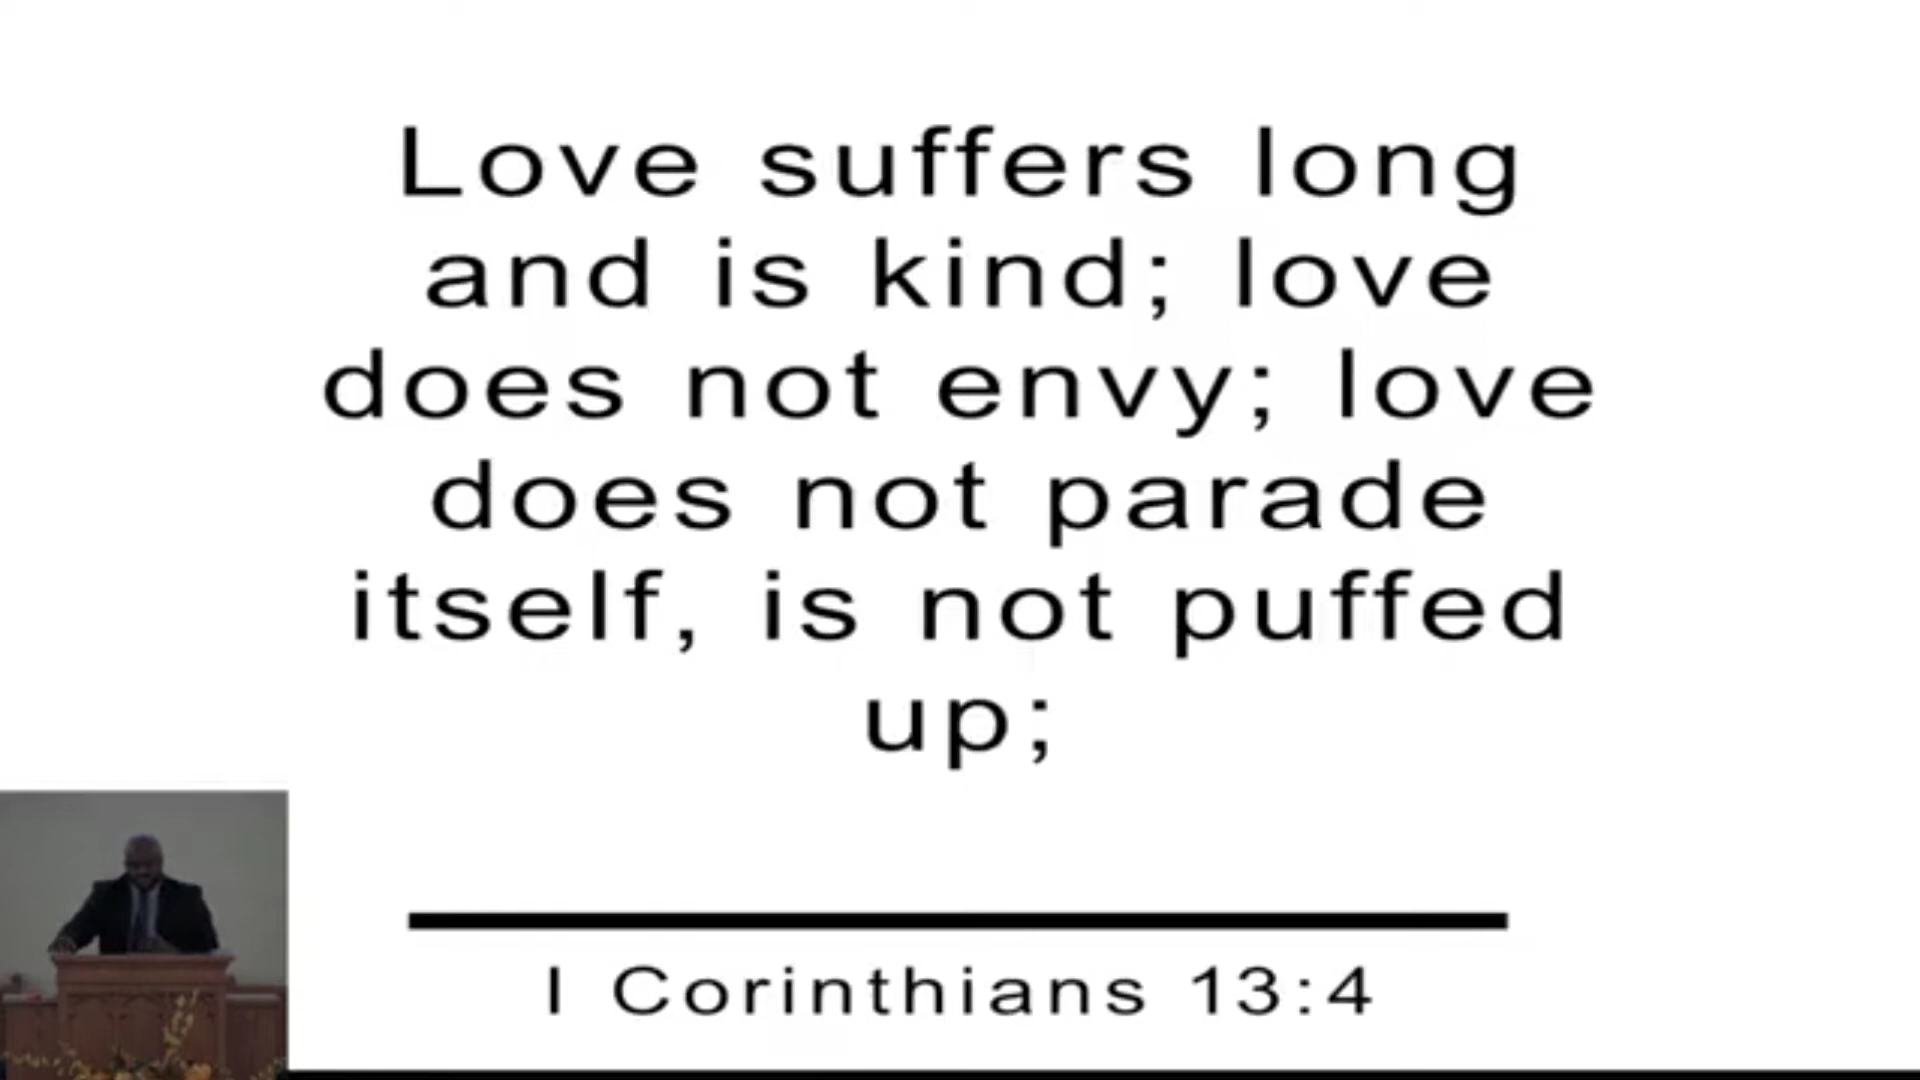 Love suffers long
and is kind; love
does not envy; love
does not parade
itself, is not puffed
up;
I Corinthians 13:4